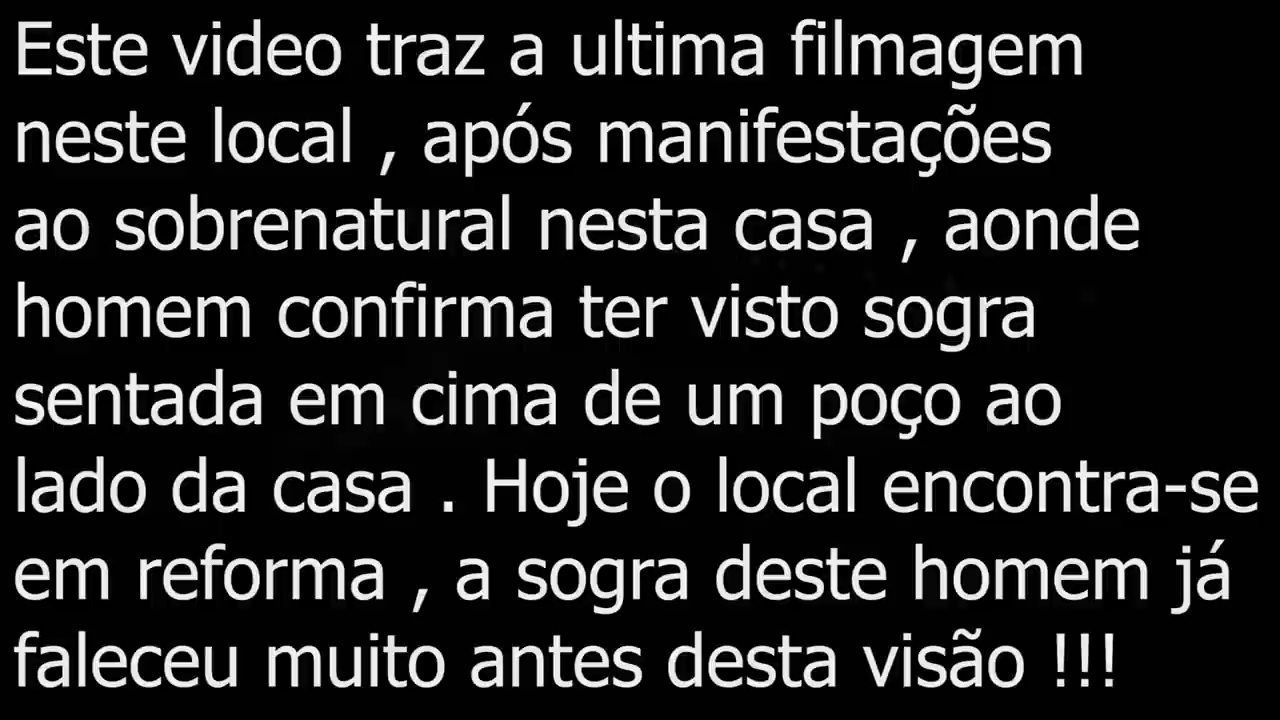 Este video traz a ultima filmagem
neste local , após manifestações
ao sobrenatural nesta casa , aonde
homem confirma ter visto sogra
sentada em cima de um poço ao
lado da casa . Hoje o local encontra-se
em reforma , a sogra deste homem já
faleceu muito antes desta visão !!!